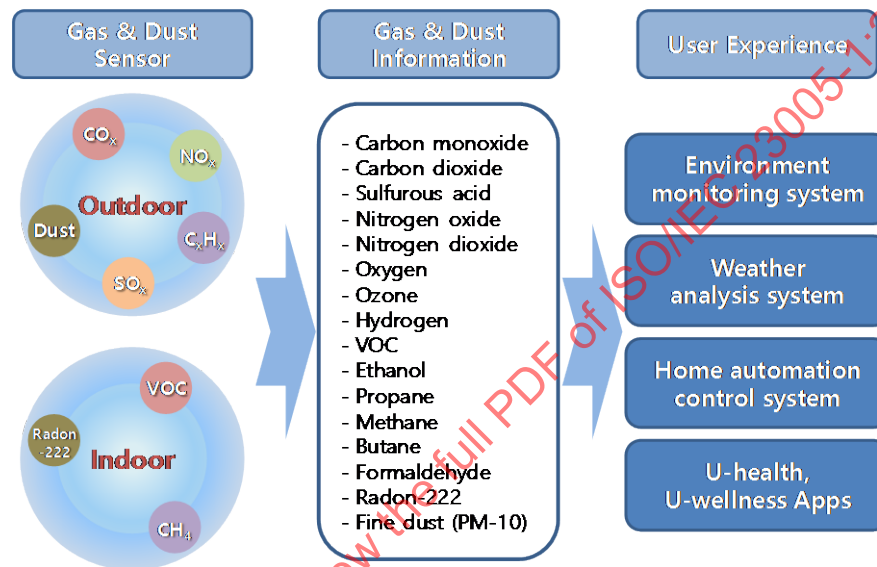 Gas & Dust
Sensor
Gas & Dust
Information
User Experience
COₓ
NOₓ
Outdoor
Dust
CₓHₓ
SOₓ
VOC
Radon
-222
Indoor
CH₄
- Carbon monoxide
- Carbon dioxide
- Sulfurous acid
- Nitrogen oxide
- Nitrogen dioxide
- Oxygen
- Ozone
- Hydrogen
- VOC
- Ethanol
- Propane
- Methane
- Butane
- Formaldehyde
- Radon-222
- Fine dust (PM-10)
Environment
monitoring system
Weather
analysis system
Home automation
control system
U-health,
U-wellness Apps
the full PDF of ISO/IEC 23005-1: